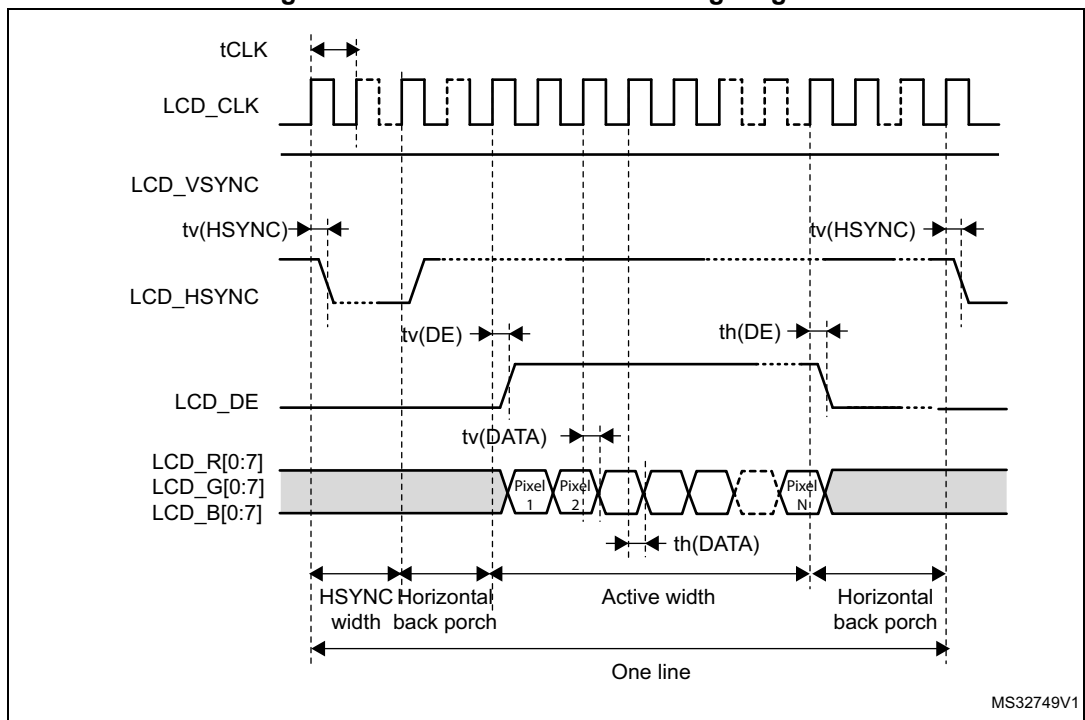 tCLK
LCD_CLK
LCD_VSYNC
tv(HSYNC)
tv(HSYNC)
LCD_HSYNC
tv(DE)
th(DE)
LCD_DE
tv(DATA)
LCD_R[0:7]
LCD_G[0:7]
LCD_B[0:7]
Pixel
1
Pixel
2
Pixel
N
th(DATA)
HSYNC
width
Horizontal
back porch
Active width
Horizontal
back porch
One line
MS32749V1